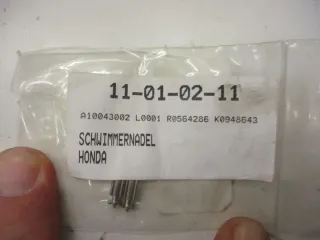 11-01-02-11
A10043002 L0001 R0564286 K0948643
SCHWIMMERNADEL
HONDA